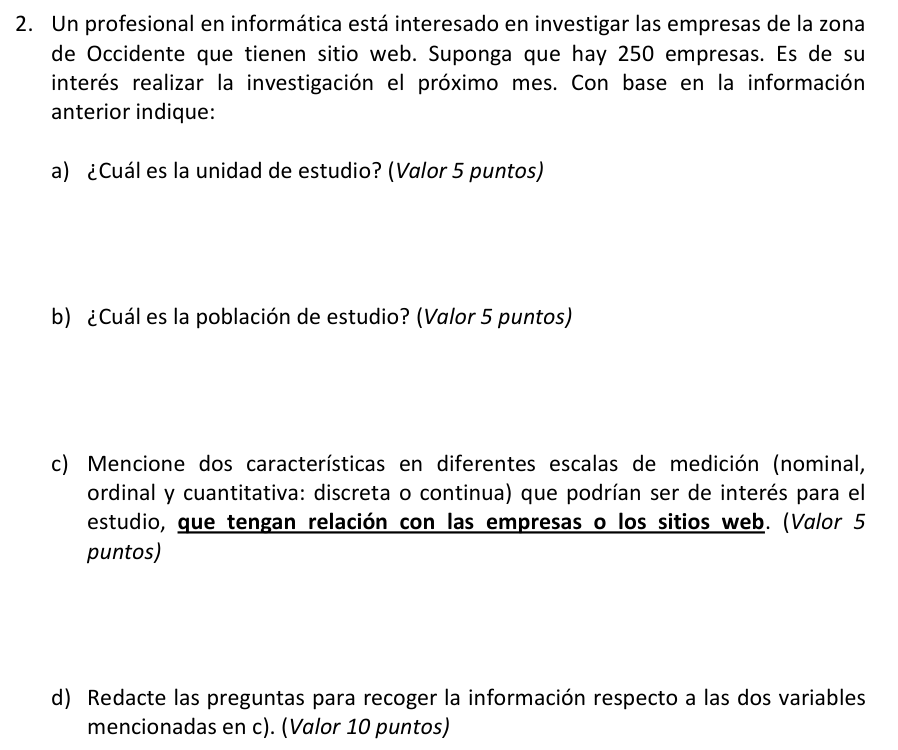 2. Un profesional en informática está interesado en investigar las empresas de la zona
de Occidente que tienen sitio web. Suponga que hay 250 empresas. Es de su
interés realizar la investigación el próximo mes. Con base en la información
anterior indique:
a) ¿Cuál es la unidad de estudio? (Valor 5 puntos)
b) ¿Cuál es la población de estudio? (Valor 5 puntos)
c) Mencione dos características en diferentes escalas de medición (nominal,
ordinal y cuantitativa: discreta o continua) que podrían ser de interés para el
estudio, que tengan relación con las empresas o los sitios web. (Valor 5
puntos)
d) Redacte las preguntas para recoger la información respecto a las dos variables
mencionadas en c). (Valor 10 puntos)